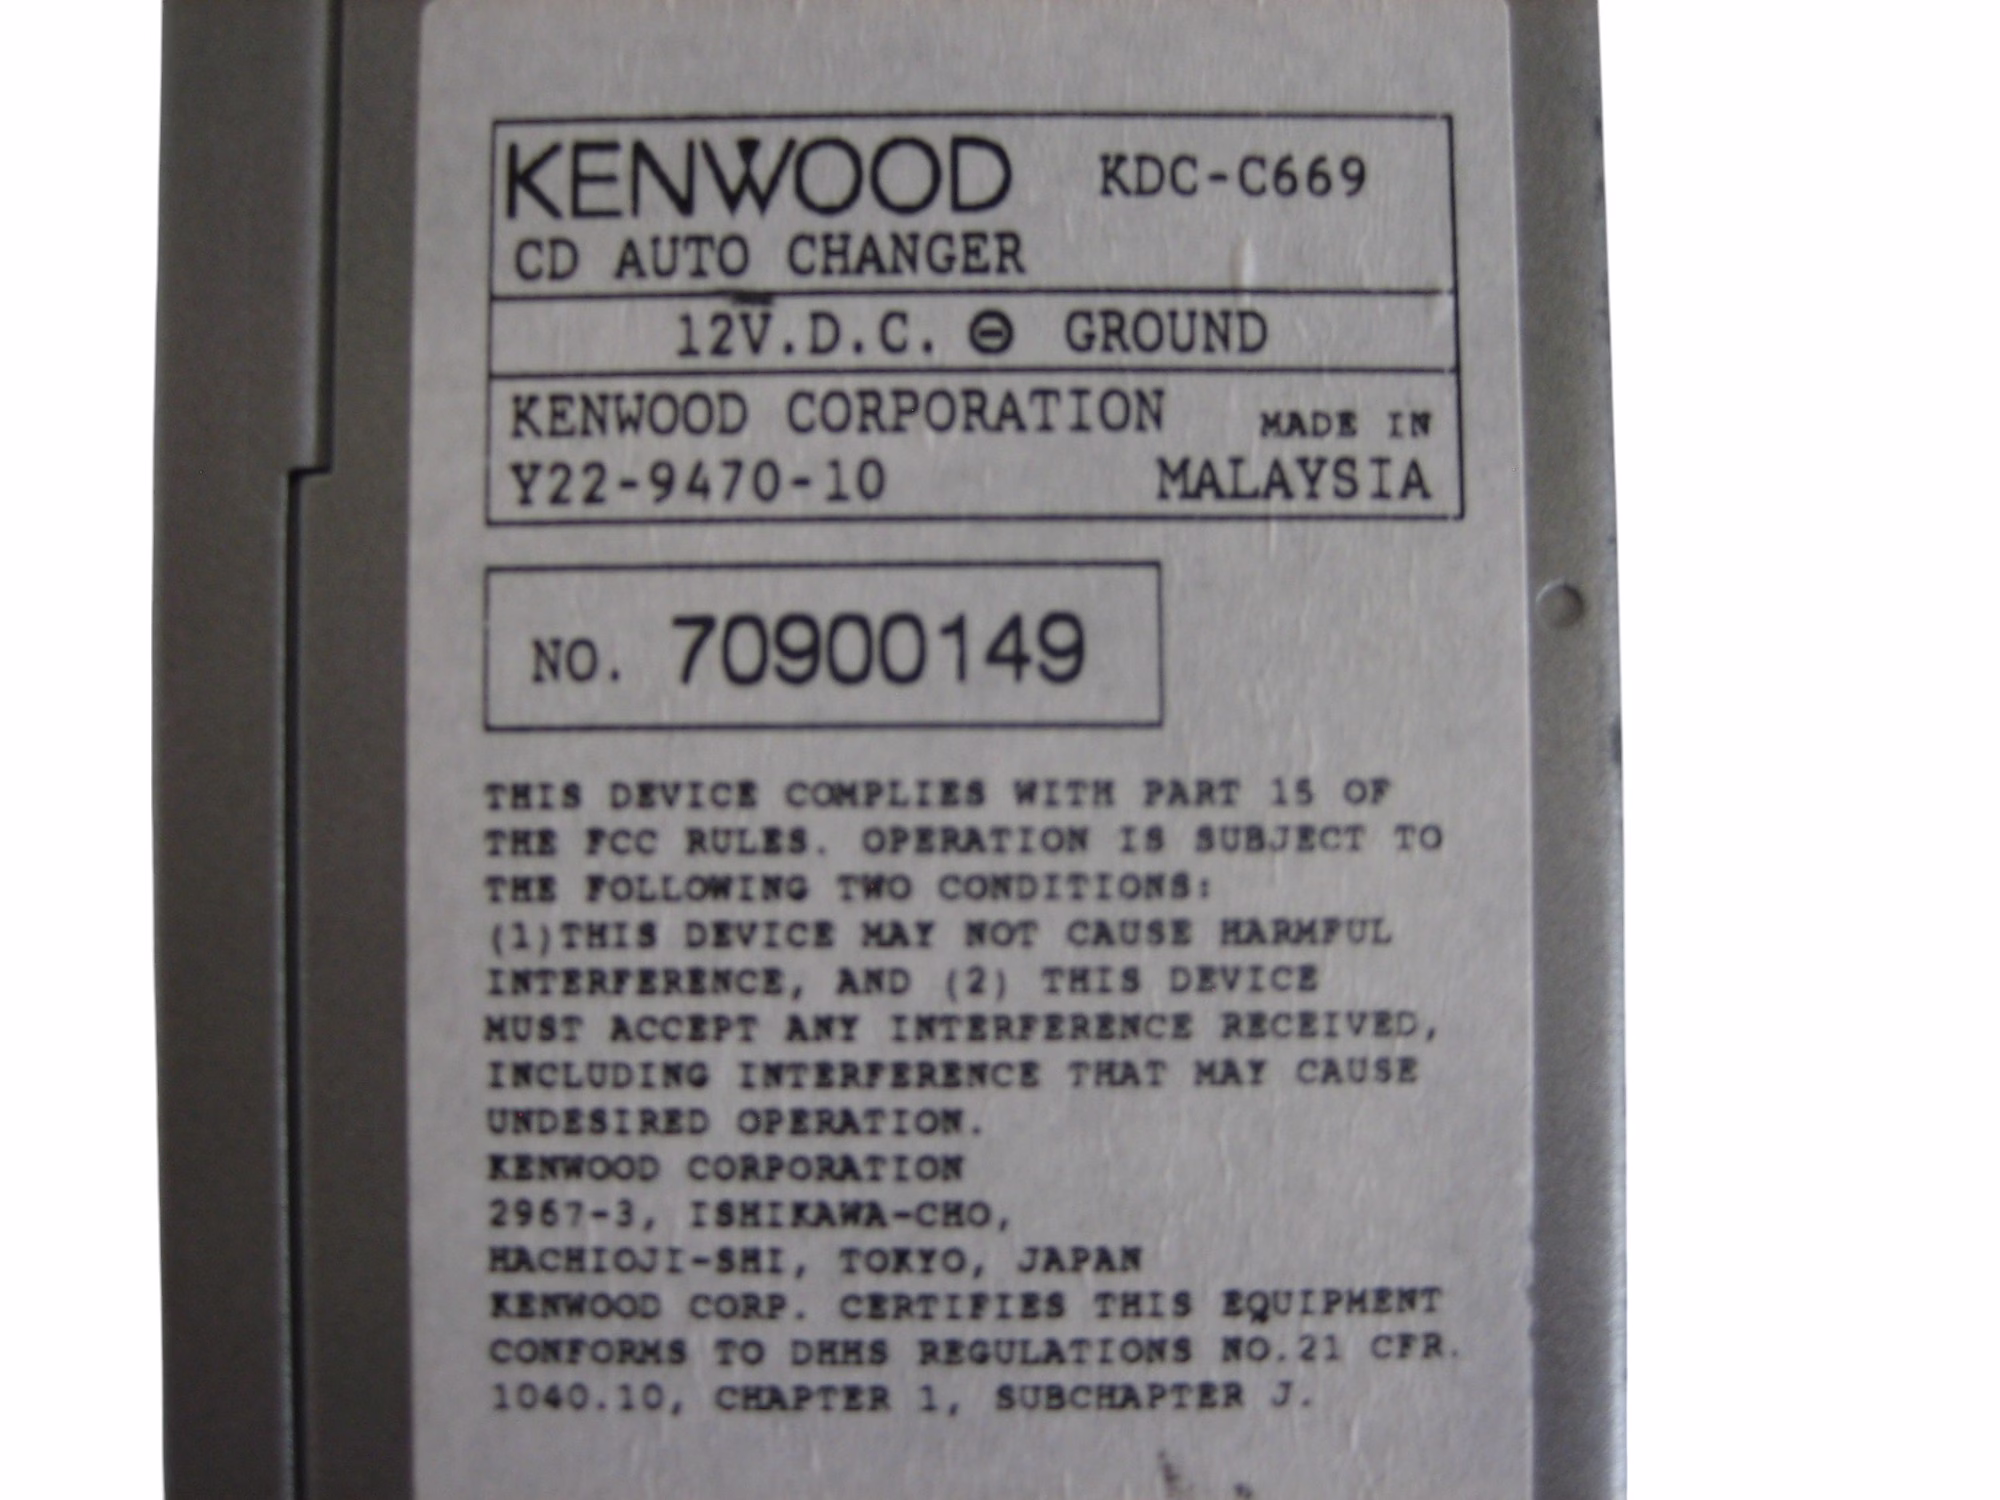 KENWOOD KDC-C669
CD AUTO CHANGER
12V.D.C. ⊖ GROUND
KENWOOD CORPORATION MADE IN
Y22-9470-10 MALAYSIA
NO. 70900149
THIS DEVICE COMPLIES WITH PART 15 OF
THE FCC RULES. OPERATION IS SUBJECT TO
THE FOLLOWING TWO CONDITIONS:
(1)THIS DEVICE MAY NOT CAUSE HARMFUL
INTERFERENCE, AND (2) THIS DEVICE
MUST ACCEPT ANY INTERFERENCE RECEIVED,
INCLUDING INTERFERENCE THAT MAY CAUSE
UNDESIRED OPERATION.
KENWOOD CORPORATION
2967-3, ISHIKAWA-CHO,
HACHIOJI-SHI, TOKYO, JAPAN
KENWOOD CORP. CERTIFIES THIS EQUIPMENT
CONFORMS TO DHHS REGULATIONS NO.21 CFR.
1040.10, CHAPTER 1, SUBCHAPTER J.